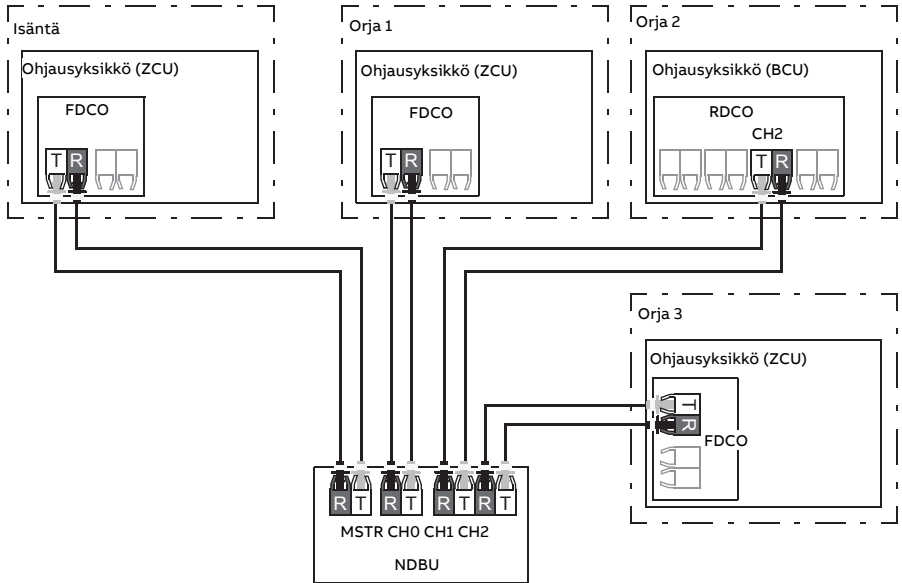 Isäntä
Ohjausyksikkö (ZCU)
FDCO
T R
Orja 1
Ohjausyksikkö (ZCU)
FDCO
T R
Orja 2
Ohjausyksikkö (BCU)
RDCO
CH2
T R
Orja 3
Ohjausyksikkö (ZCU)
T
R
FDCO
R T R T R T R T
MSTR CH0 CH1 CH2
NDBU